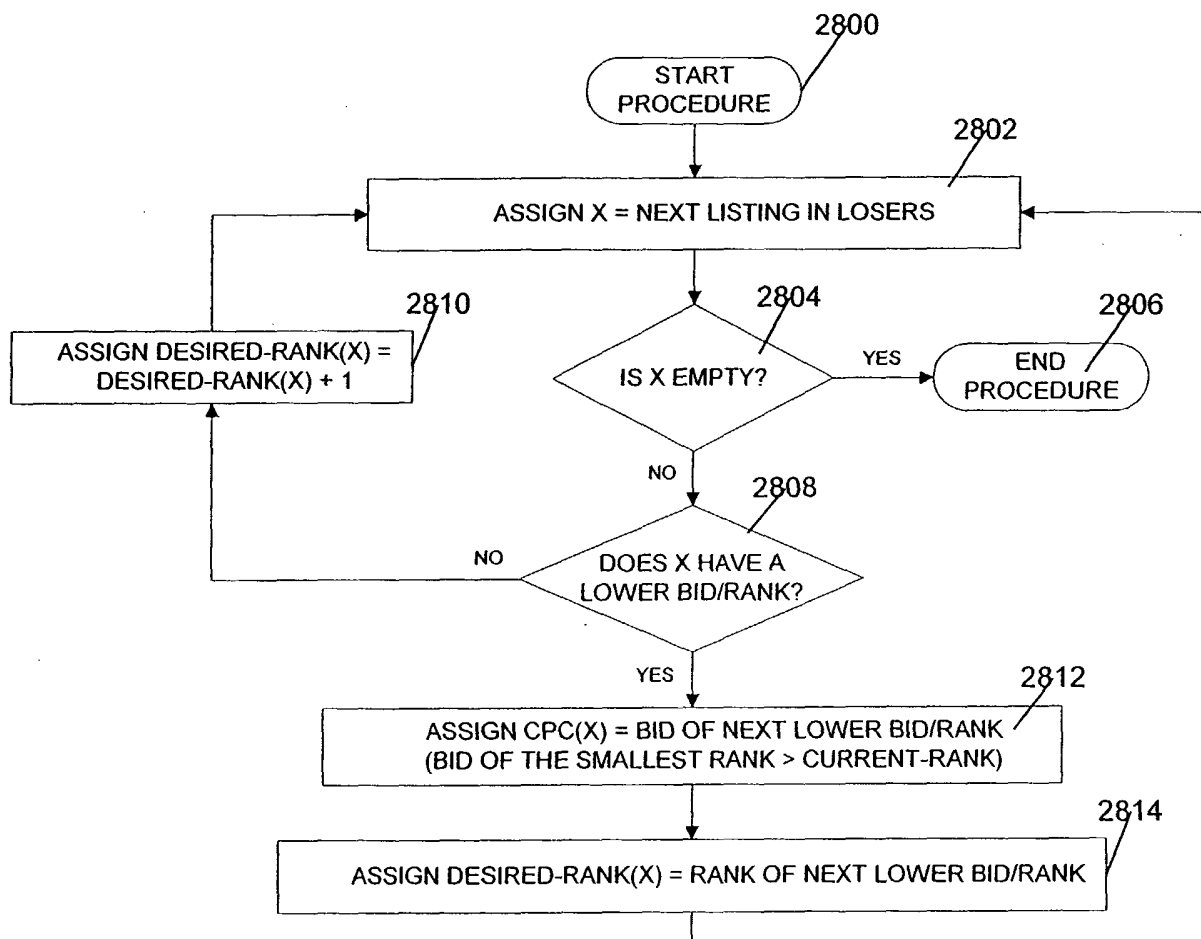 2800
START
PROCEDURE
2802
ASSIGN X = NEXT LISTING IN LOSERS
2804
IS X EMPTY?
YES
2806
END
PROCEDURE
2810
ASSIGN DESIRED-RANK(X) =
DESIRED-RANK(X) + 1
NO
2808
DOES X HAVE A
LOWER BID/RANK?
NO
YES
2812
ASSIGN CPC(X) = BID OF NEXT LOWER BID/RANK
(BID OF THE SMALLEST RANK > CURRENT-RANK)
2814
ASSIGN DESIRED-RANK(X) = RANK OF NEXT LOWER BID/RANK